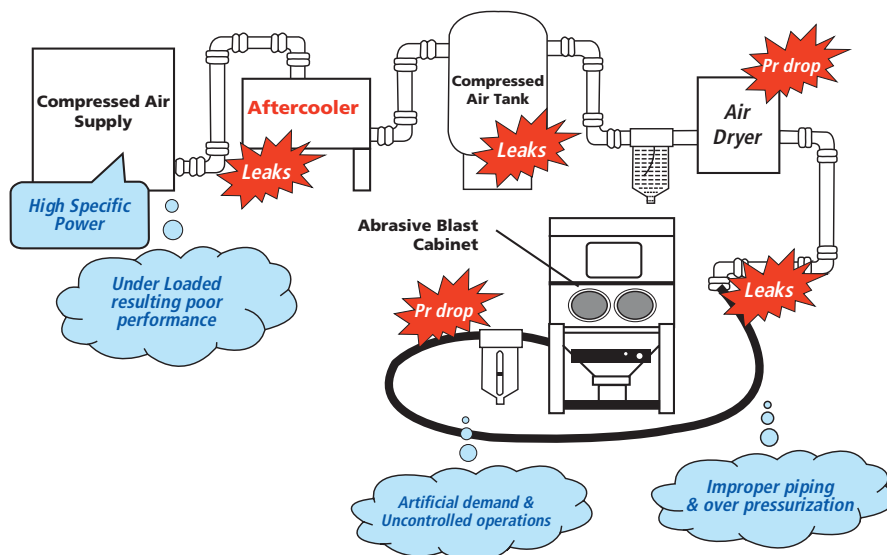 Compressed Air
Supply
Aftercooler
Compressed
Air Tank
Pr drop
Air
Dryer
Leaks
Leaks
High Specific
Power
Abrasive Blast
Cabinet
Under Loaded
resulting poor
performance
Pr drop
Leaks
Artificial demand &
Uncontrolled operations
Improper piping
& over pressurization